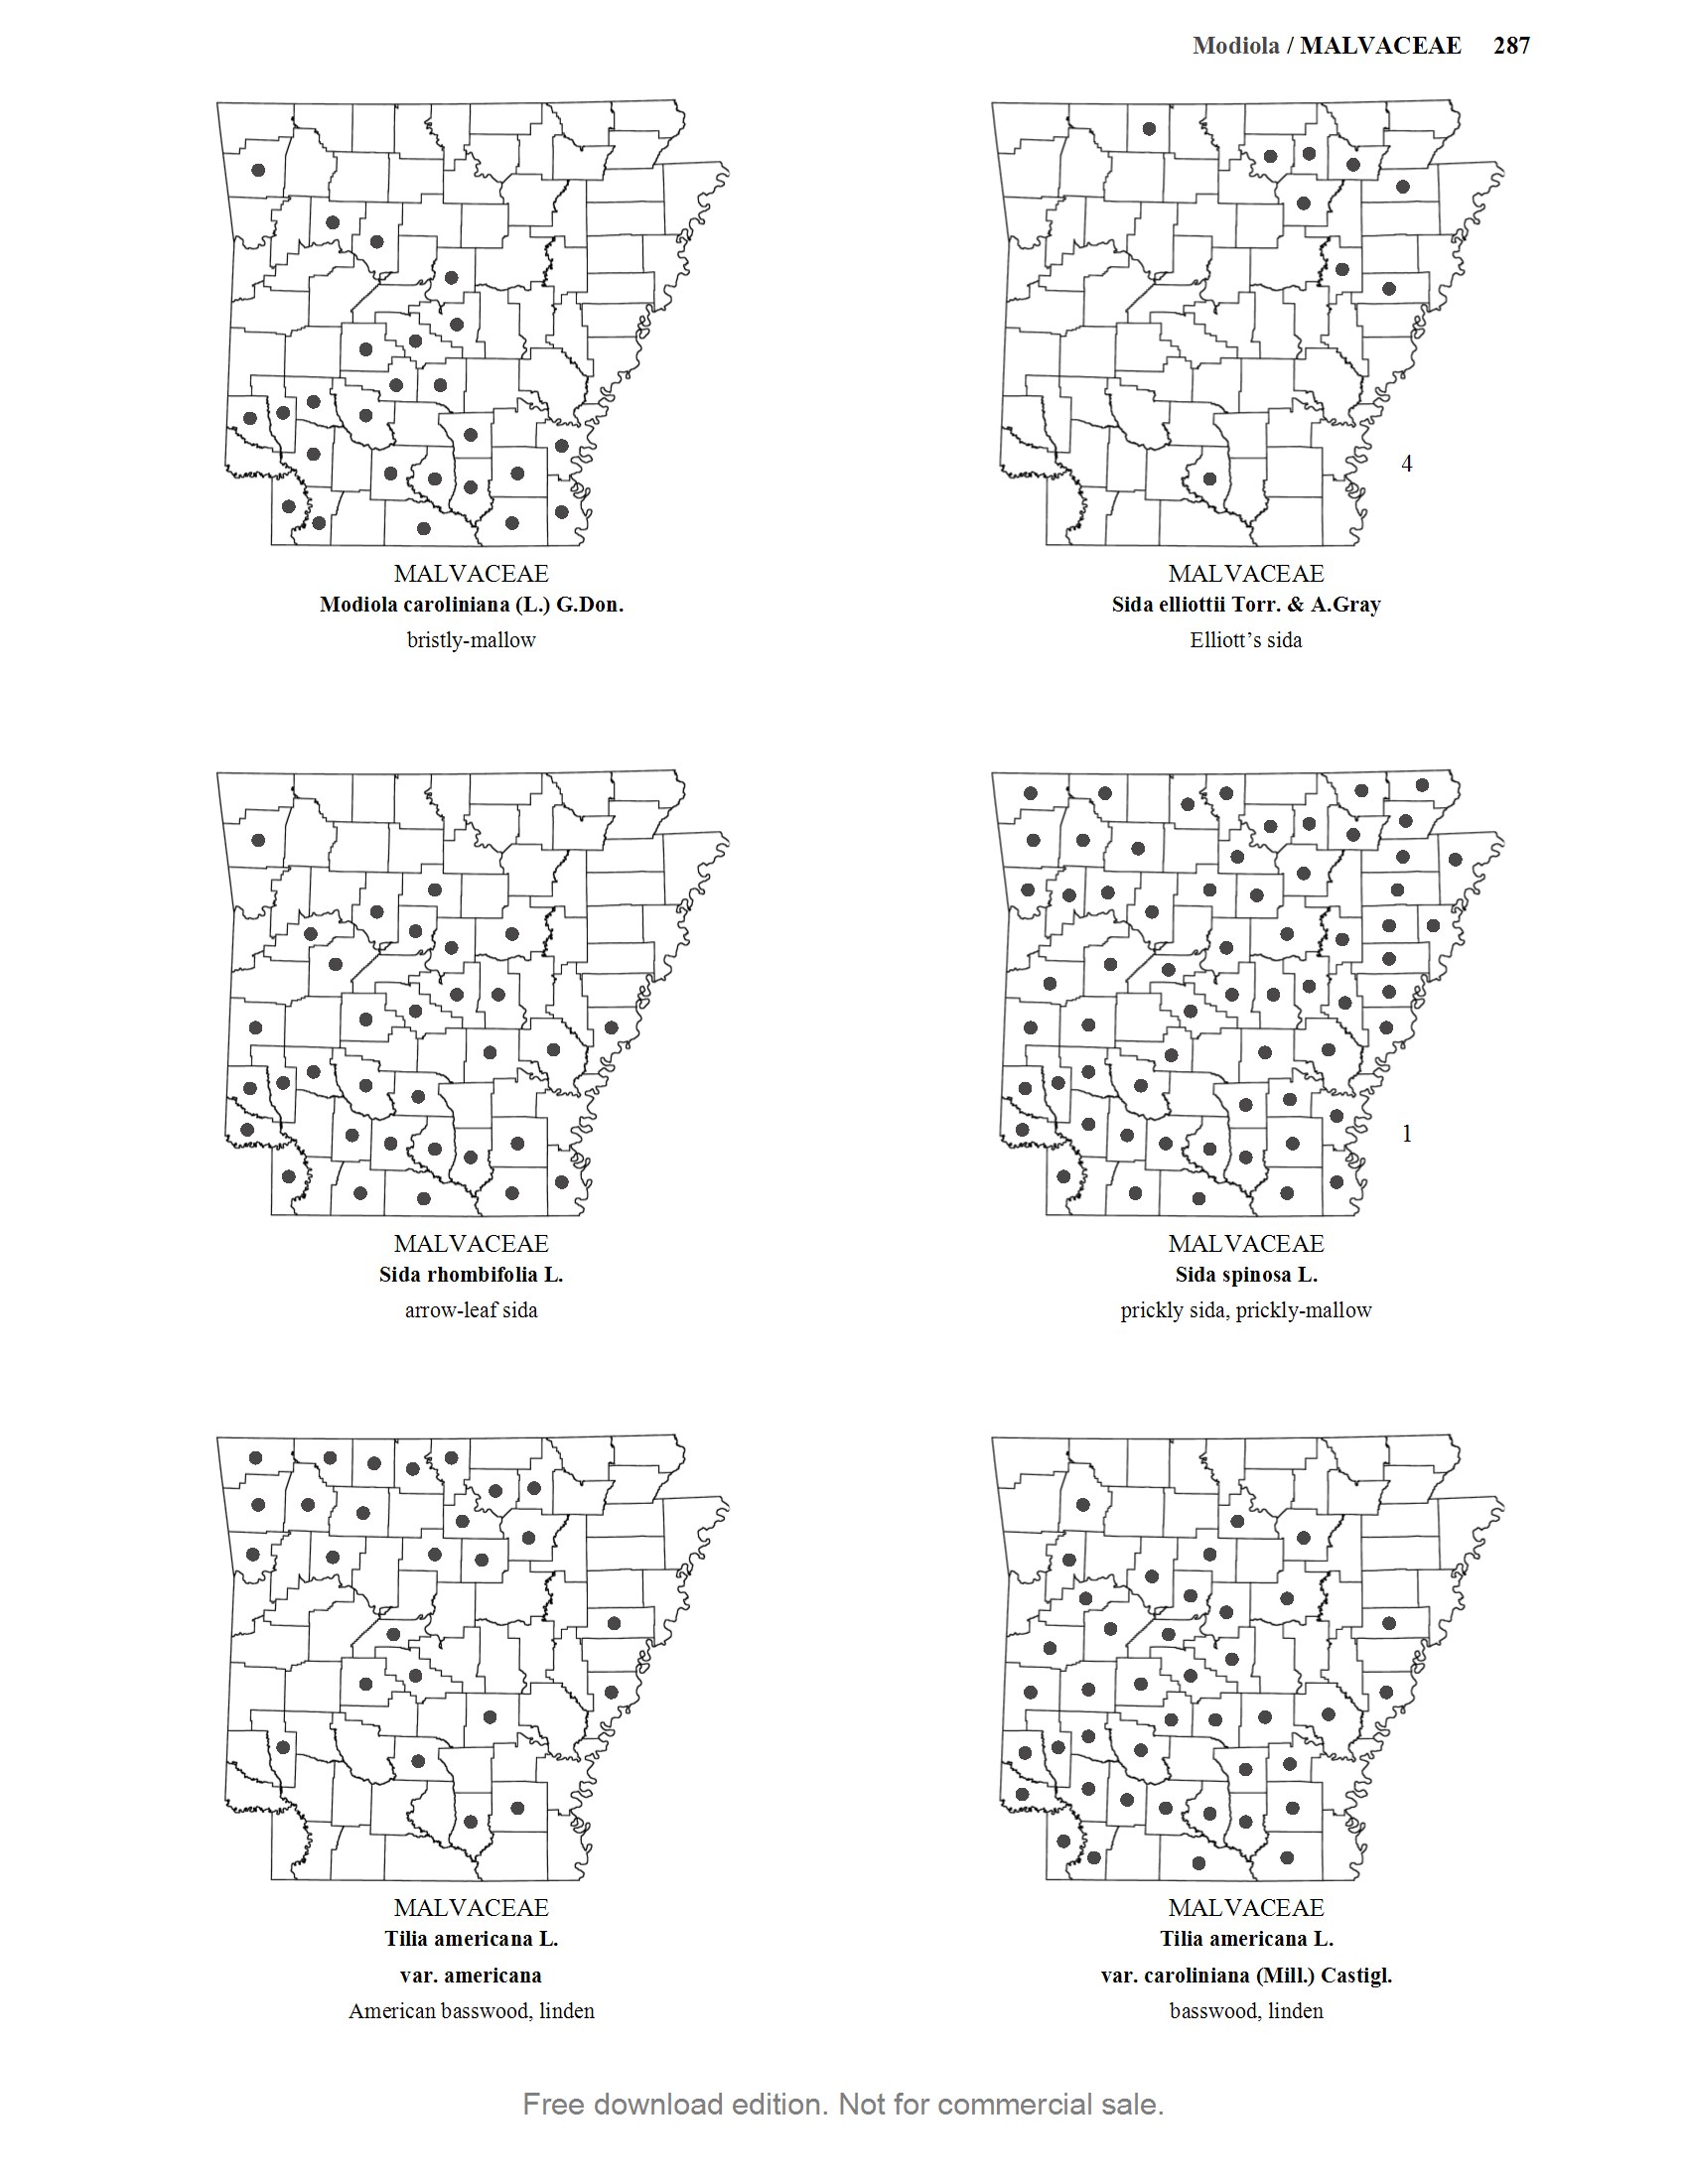 Modiola / MALVACEAE 287
MALVACEAE
Modiola caroliniana (L.) G.Don.
bristly-mallow
4
MALVACEAE
Sida elliottii Torr. & A.Gray
Elliott’s sida
MALVACEAE
Sida rhombifolia L.
arrow-leaf sida
1
MALVACEAE
Sida spinosa L.
prickly sida, prickly-mallow
MALVACEAE
Tilia americana L.
var. americana
American basswood, linden
MALVACEAE
Tilia americana L.
var. caroliniana (Mill.) Castigl.
basswood, linden
Free download edition. Not for commercial sale.